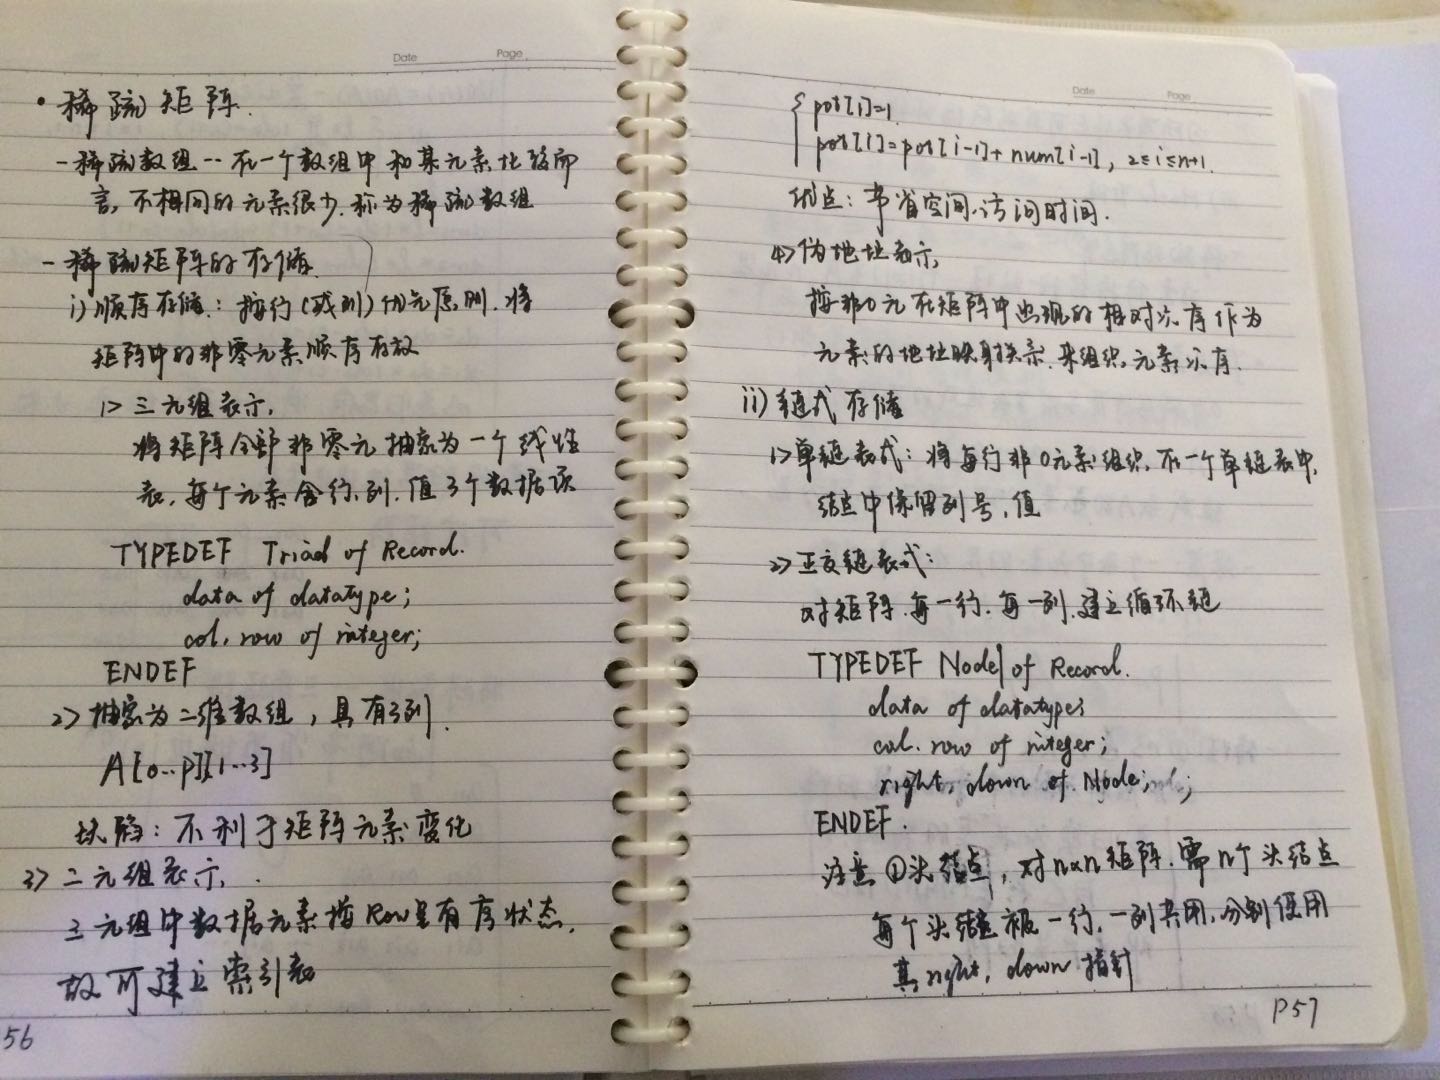 Date Page
• 稀疏矩阵.
- 稀疏数组 -- 在一个数组中和某元素比较而
言, 不相同的元素很少. 称为稀疏数组
- 稀疏矩阵的存储.
i) 顺序存储: 按行(或列)优先原则. 将
矩阵中的非零元素顺序存放
1> 三元组表示.
将矩阵全部非零元抽象为一个线性
表, 每个元素含行.列.值3个数据项
TYPEDEF Triad of Record.
data of datatype;
col. row of integer;
ENDEF
2> 抽象为二维数组, 具有3列.
A[0…p][1…3]
缺陷: 不利于矩阵元素变化
3> 二元组表示.
三元组中数据元素按Row呈有序状态.
故可建立索引表
56
Date Page
{ pot[1]=1.
pot[i]=pot[i-1]+num[i-1], 2≤i≤n+1.
优点: 节省空间.访问时间.
4> 伪地址表示.
按非0元在矩阵中出现的相对次序作为
元素的地址映射关系. 来组织元素次序.
ii) 链式存储
1> 单链表式: 将每行非0元素组织在一个单链表中,
结点中保留列号, 值
2> 正交链表式:
对矩阵.每一行.每一列.建立循环链
TYPEDEF Node of Record.
data of datatype;
col. row of integer;
right, down of Node;
ENDEF.
注意 ①头结点, 对n×n矩阵.需n个头结点
每个头结点被一行.一列共用.分别使用
其right, down指针
P57